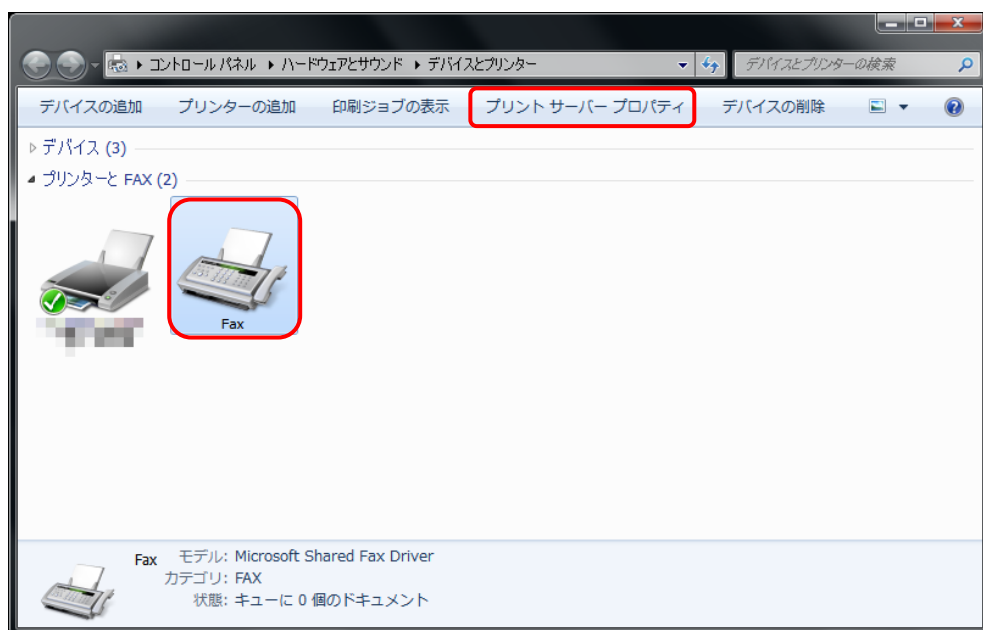 コントロール パネル ▸ ハードウェアとサウンド ▸ デバイスとプリンター
デバイスとプリンターの検索
デバイスの追加 プリンターの追加 印刷ジョブの表示 プリント サーバー プロパティ デバイスの削除
デバイス (3)
プリンターと FAX (2)
Fax
Fax モデル: Microsoft Shared Fax Driver
カテゴリ: FAX
状態: キューに 0 個のドキュメント